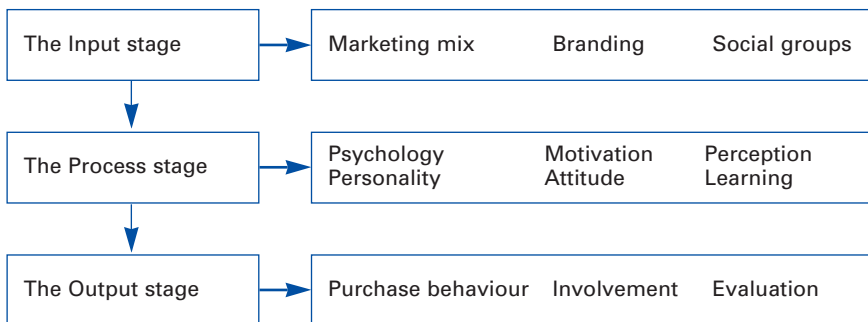 The Input stage
Marketing mix Branding Social groups
The Process stage
Psychology Motivation Perception
Personality Attitude Learning
The Output stage
Purchase behaviour Involvement Evaluation